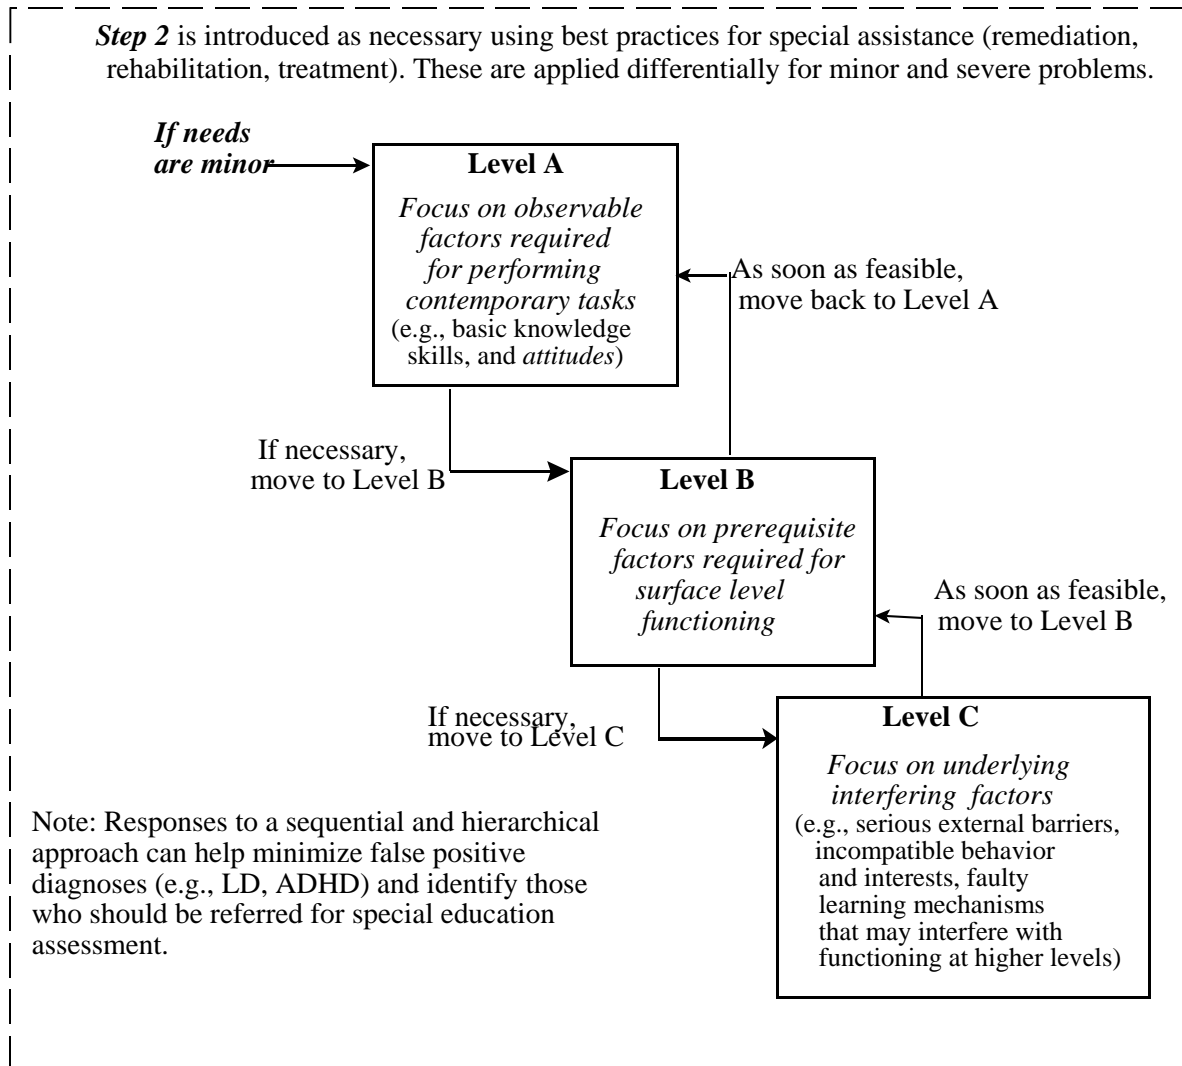 Step 2 is introduced as necessary using best practices for special assistance (remediation,
rehabilitation, treatment). These are applied differentially for minor and severe problems.
If needs
are minor
Level A
Focus on observable
factors required
for performing
contemporary tasks
(e.g., basic knowledge
skills, and attitudes)
As soon as feasible,
move back to Level A
If necessary,
move to Level B
Level B
Focus on prerequisite
factors required for
surface level
functioning
As soon as feasible,
move to Level B
If necessary,
move to Level C
Level C
Focus on underlying
interfering factors
(e.g., serious external barriers,
incompatible behavior
and interests, faulty
learning mechanisms
that may interfere with
functioning at higher levels)
Note: Responses to a sequential and hierarchical
approach can help minimize false positive
diagnoses (e.g., LD, ADHD) and identify those
who should be referred for special education
assessment.